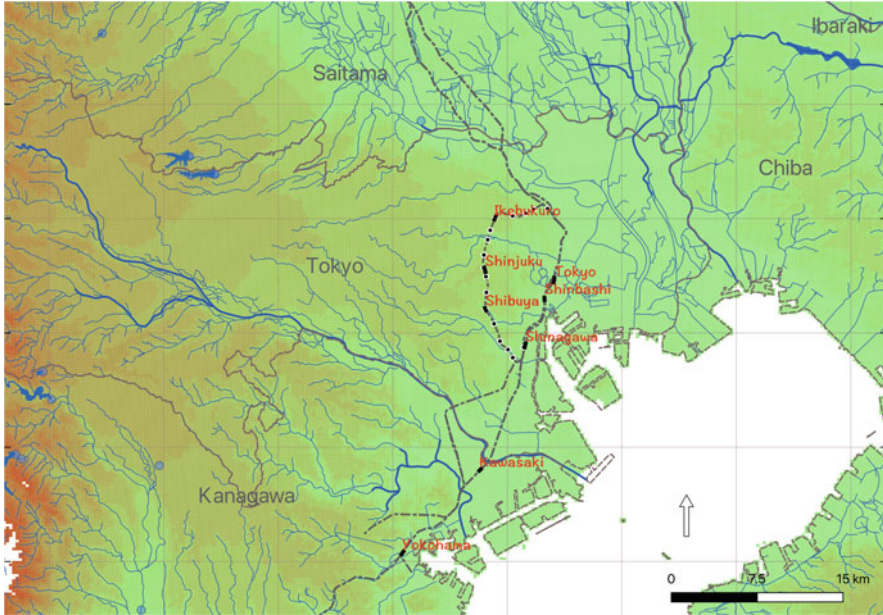 Ibaraki
Saitama
Chiba
Ikebukuro
Tokyo
Shinjuku
Tokyo
Shinbashi
Shibuya
Shinagawa
Kawasaki
Kanagawa
Yokohama
0 7.5 15 km